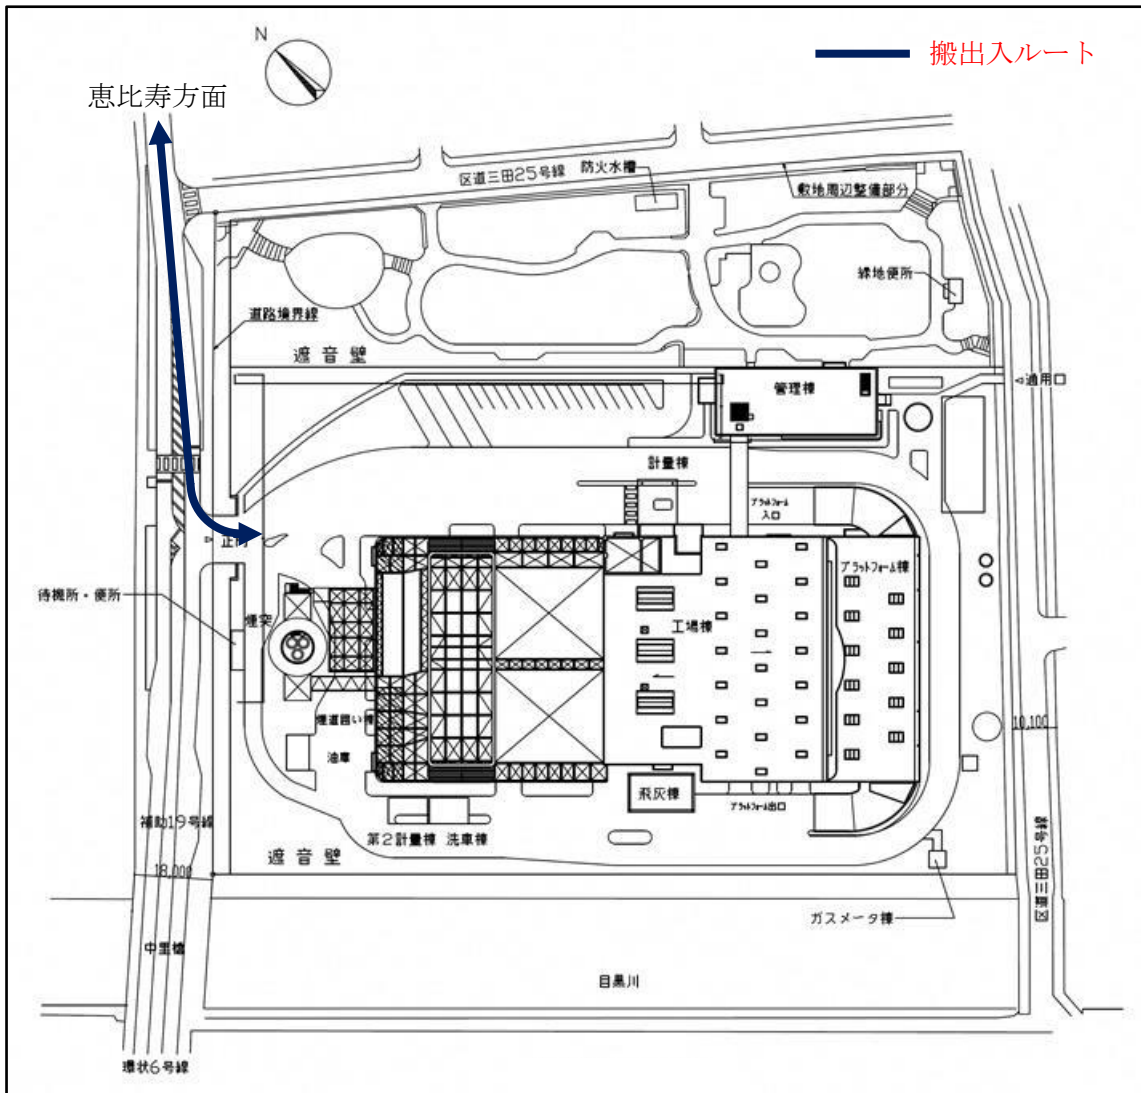 N
搬出入ルート
恵比寿方面
区道三田25号線
防火水槽
敷地周辺整備部分
緑地便所
道路境界線
遮音壁
管理棟
◁通用口
計量棟
プラットフォーム
入口
▷正門
プラットフォーム棟
待機所・便所
煙突
工場棟
煙道囲い棟
10,100
油庫
飛灰棟
プラットフォーム出口
補助19号線
第2計量棟
洗車棟
遮音壁
18,000
区道三田25号線
ガスメータ棟
中里橋
目黒川
環状6号線